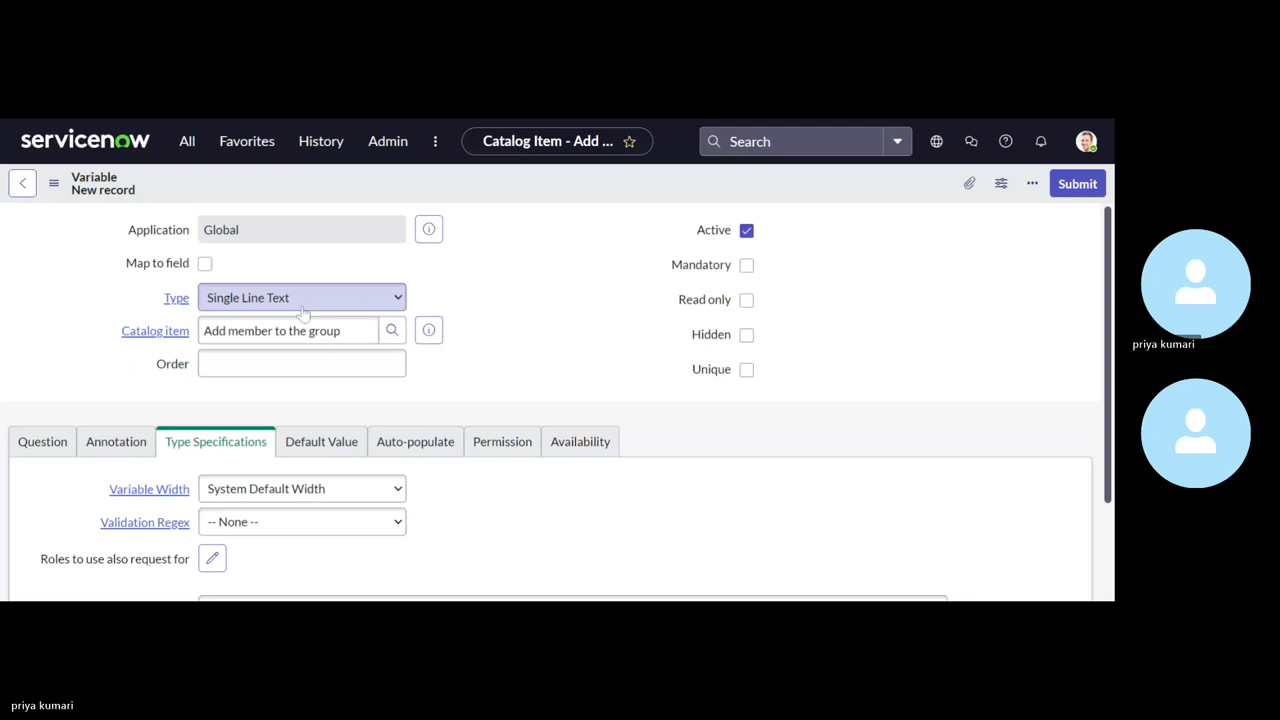 servicenow All Favorites History Admin Catalog Item - Add ... Search
Variable
New record
Submit
Application Global
Active
Map to field
Mandatory
Type Single Line Text
Read only
Catalog item Add member to the group
Hidden
Order
Unique
Question Annotation Type Specifications Default Value Auto-populate Permission Availability
Variable Width System Default Width
Validation Regex -- None --
Roles to use also request for
priya kumari
priya kumari